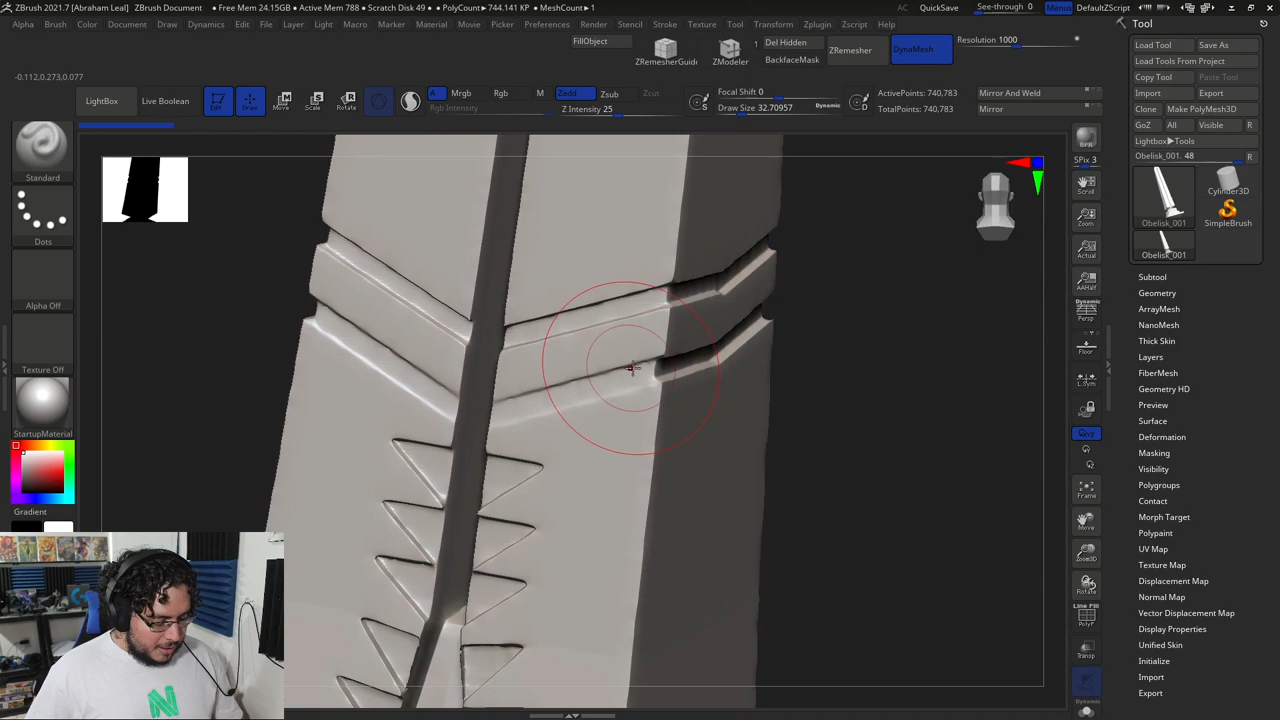 ZBrush 2021.7 [Abraham Leal]
ZBrush Document
• Free Mem 24.15GB • Active Mem 788 • Scratch Disk 49 • PolyCount 744.141 KP • MeshCount 1
AC
QuickSave
See-through 0
Menus
DefaultZScript
Alpha
Brush
Color
Document
Draw
Dynamics
Edit
File
Layer
Light
Macro
Marker
Material
Movie
Picker
Preferences
Render
Stencil
Stroke
Texture
Tool
Transform
Zplugin
Zscript
Help
-0.112,0.273,0.077
FillObject
ZRemesherGuide
1
ZModeler
Del Hidden
BackfaceMask
ZRemesher
DynaMesh
Resolution 1000
LightBox
Live Boolean
Edit
Draw
Move
Scale
Rotate
A
Mrgb
Rgb
M
Rgb Intensity
Zadd
Zsub
Zcut
Z Intensity 25
S
Focal Shift 0
Draw Size 32.70957
Dynamic
D
ActivePoints: 740,783
TotalPoints: 740,783
Mirror And Weld
Mirror
Standard
Dots
Alpha Off
Texture Off
StartupMaterial
Gradient
BPR
SPix 3
Scroll
Zoom
Actual
AAHalf
Dynamic
Persp
Floor
L.Sym
XYZ
Frame
Move
Zoom3D
Rotate
Line Fill
PolyF
Transp
Dynamic
Tool
Load Tool
Save As
Load Tools From Project
Copy Tool
Paste Tool
Import
Export
Clone
Make PolyMesh3D
GoZ
All
Visible
R
Lightbox▶Tools
Obelisk_001. 48
R
Obelisk_001
Cylinder3D
SimpleBrush
Obelisk_001
Subtool
Geometry
ArrayMesh
NanoMesh
Thick Skin
Layers
FiberMesh
Geometry HD
Preview
Surface
Deformation
Masking
Visibility
Polygroups
Contact
Morph Target
Polypaint
UV Map
Texture Map
Displacement Map
Normal Map
Vector Displacement Map
Display Properties
Unified Skin
Initialize
Import
Export